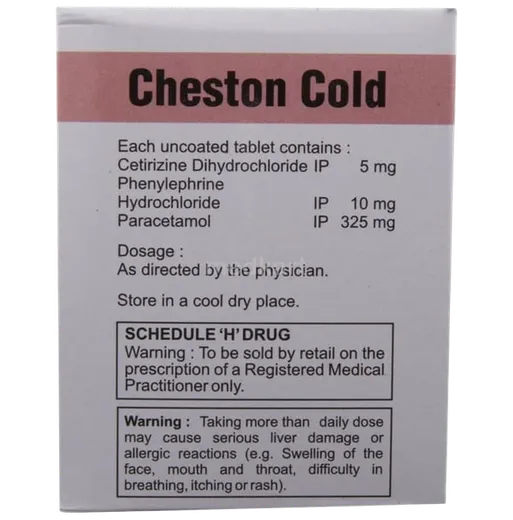 Cheston Cold
Each uncoated tablet contains :
Cetirizine Dihydrochloride IP 5 mg
Phenylephrine
Hydrochloride IP 10 mg
Paracetamol IP 325 mg
Dosage :
As directed by the physician.
Store in a cool dry place.
SCHEDULE 'H' DRUG
Warning : To be sold by retail on the
prescription of a Registered Medical
Practitioner only.
Warning : Taking more than daily dose
may cause serious liver damage or
allergic reactions (e.g. Swelling of the
face, mouth and throat, difficulty in
breathing, itching or rash).